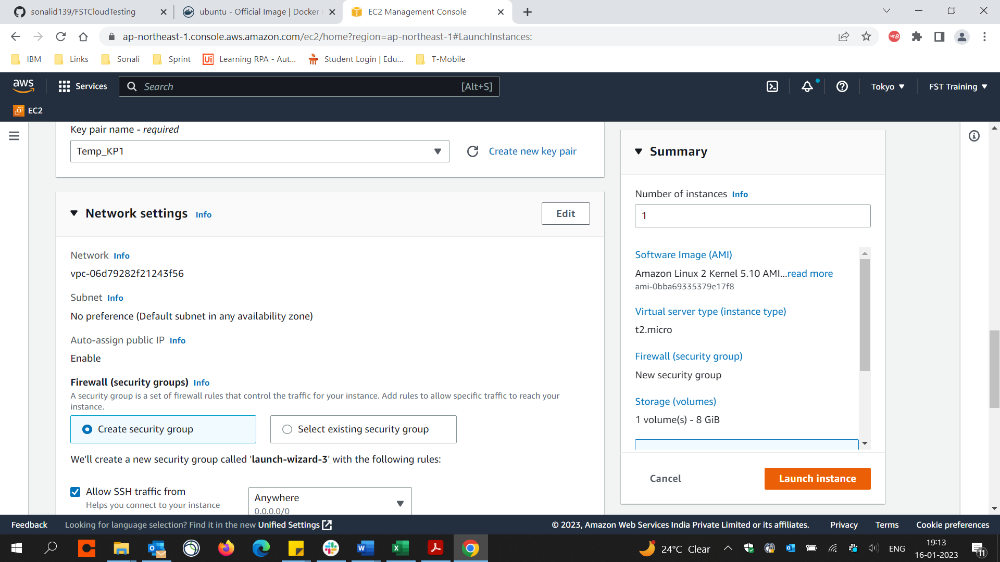 sonalid139/FSTCloudTesting
ubuntu - Official Image | Docker
EC2 Management Console
ap-northeast-1.console.aws.amazon.com/ec2/home?region=ap-northeast-1#LaunchInstances:
IBM
Links
Sonali
Sprint
Learning RPA - Aut...
Student Login | Edu...
T-Mobile
aws
Services
Search
[Alt+S]
Tokyo
FST Training
EC2
Key pair name - required
Temp_KP1
Create new key pair
Network settings Info
Edit
Network Info
vpc-06d79282f21243f56
Subnet Info
No preference (Default subnet in any availability zone)
Auto-assign public IP Info
Enable
Firewall (security groups) Info
A security group is a set of firewall rules that control the traffic for your instance. Add rules to allow specific traffic to reach your
instance.
Create security group
Select existing security group
We'll create a new security group called 'launch-wizard-3' with the following rules:
Allow SSH traffic from
Helps you connect to your instance
Anywhere
0.0.0.0/0
Summary
Number of instances Info
1
Software Image (AMI)
Amazon Linux 2 Kernel 5.10 AMI...read more
ami-0bba69335379e17f8
Virtual server type (instance type)
t2.micro
Firewall (security group)
New security group
Storage (volumes)
1 volume(s) - 8 GiB
Cancel
Launch instance
Feedback
Looking for language selection? Find it in the new Unified Settings
© 2023, Amazon Web Services India Private Limited or its affiliates.
Privacy
Terms
Cookie preferences
24°C Clear
ENG
19:13
16-01-2023
11